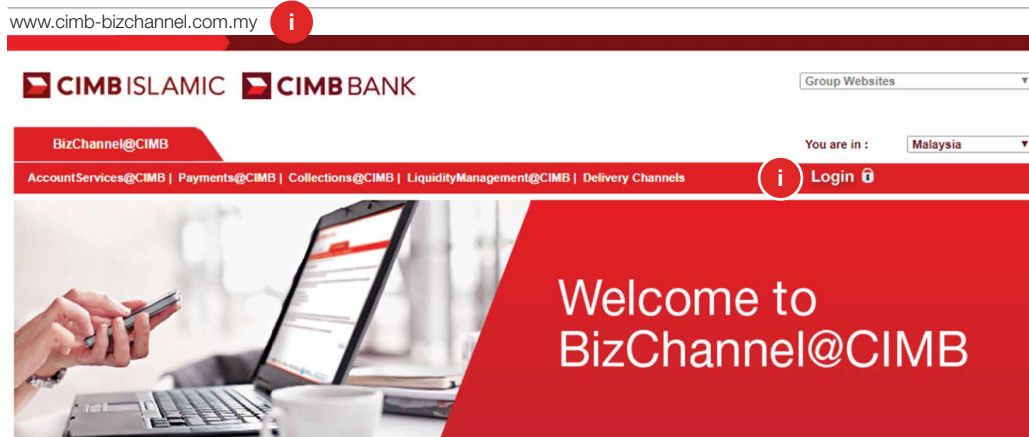 www.cimb-bizchannel.com.my i
CIMB ISLAMIC CIMB BANK
Group Websites
BizChannel@CIMB
You are in : Malaysia
AccountServices@CIMB | Payments@CIMB | Collections@CIMB | LiquidityManagement@CIMB | Delivery Channels
i Login
Welcome to
BizChannel@CIMB